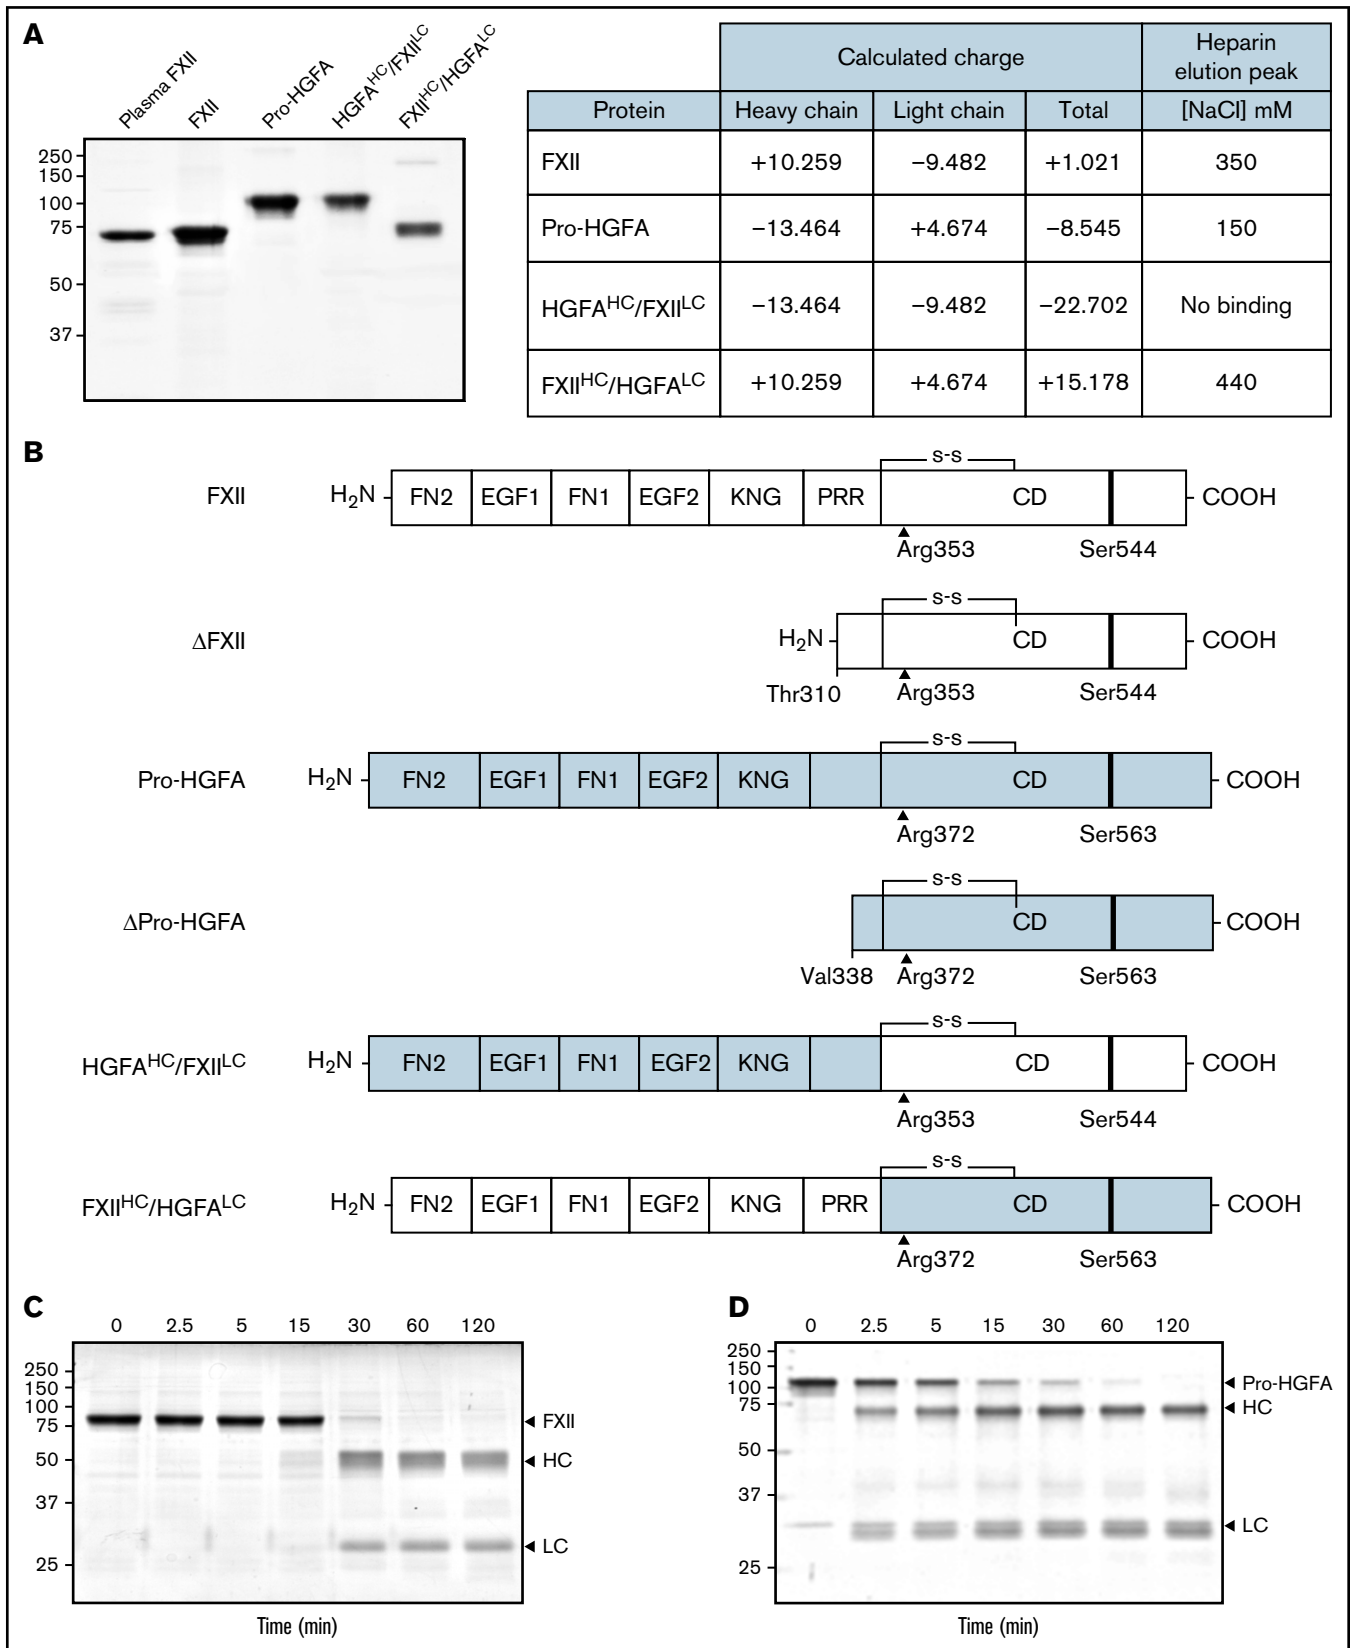 A
Plasma FXII
FXII
Pro-HGFA
HGFA^HC/FXII^LC
FXII^HC/HGFA^LC
250
150
100
75
50
37
Calculated charge
Heparin elution peak
Protein
Heavy chain
Light chain
Total
[NaCl] mM
FXII +10.259 −9.482 +1.021 350
Pro-HGFA −13.464 +4.674 −8.545 150
HGFA^HC/FXII^LC −13.464 −9.482 −22.702 No binding
FXII^HC/HGFA^LC +10.259 +4.674 +15.178 440
B
s-s
FXII H₂N FN2 EGF1 FN1 EGF2 KNG PRR CD COOH
Arg353 Ser544
s-s
ΔFXII H₂N CD COOH
Thr310 Arg353 Ser544
s-s
Pro-HGFA H₂N FN2 EGF1 FN1 EGF2 KNG CD COOH
Arg372 Ser563
s-s
ΔPro-HGFA CD COOH
Val338 Arg372 Ser563
s-s
HGFA^HC/FXII^LC H₂N FN2 EGF1 FN1 EGF2 KNG CD COOH
Arg353 Ser544
s-s
FXII^HC/HGFA^LC H₂N FN2 EGF1 FN1 EGF2 KNG PRR CD COOH
Arg372 Ser563
C
0 2.5 5 15 30 60 120
250
150
100
75
50
37
25
FXII
HC
LC
Time (min)
D
0 2.5 5 15 30 60 120
250
150
100
75
50
37
25
Pro-HGFA
HC
LC
Time (min)